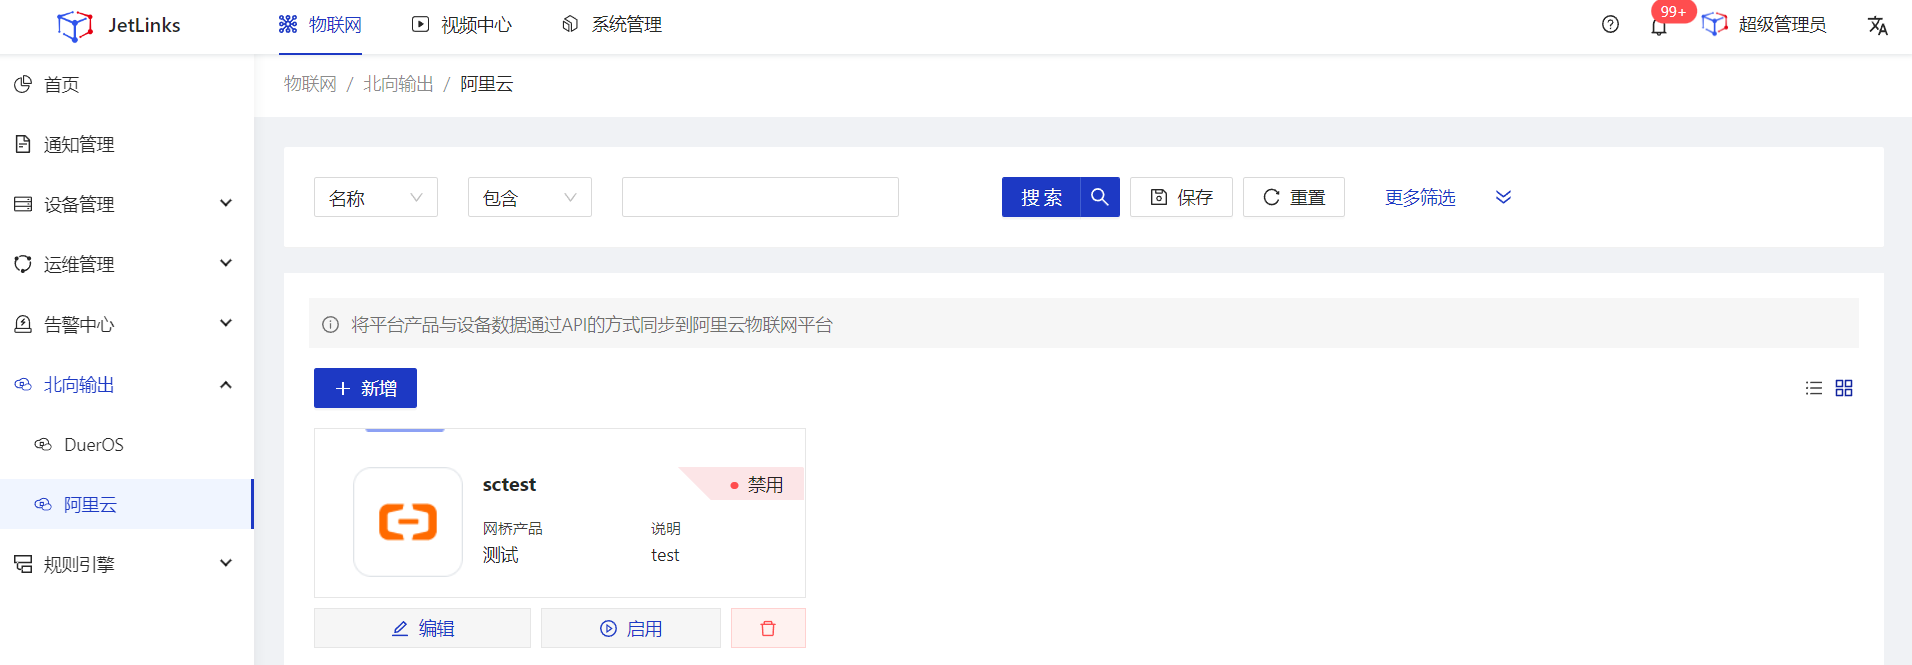 JetLinks
物联网
视频中心
系统管理
99+
超级管理员
首页
通知管理
设备管理
运维管理
告警中心
北向输出
DuerOS
阿里云
规则引擎
物联网 / 北向输出 / 阿里云
名称
包含
搜索
保存
重置
更多筛选
将平台产品与设备数据通过API的方式同步到阿里云物联网平台
新增
sctest
禁用
网桥产品
说明
测试
test
编辑
启用